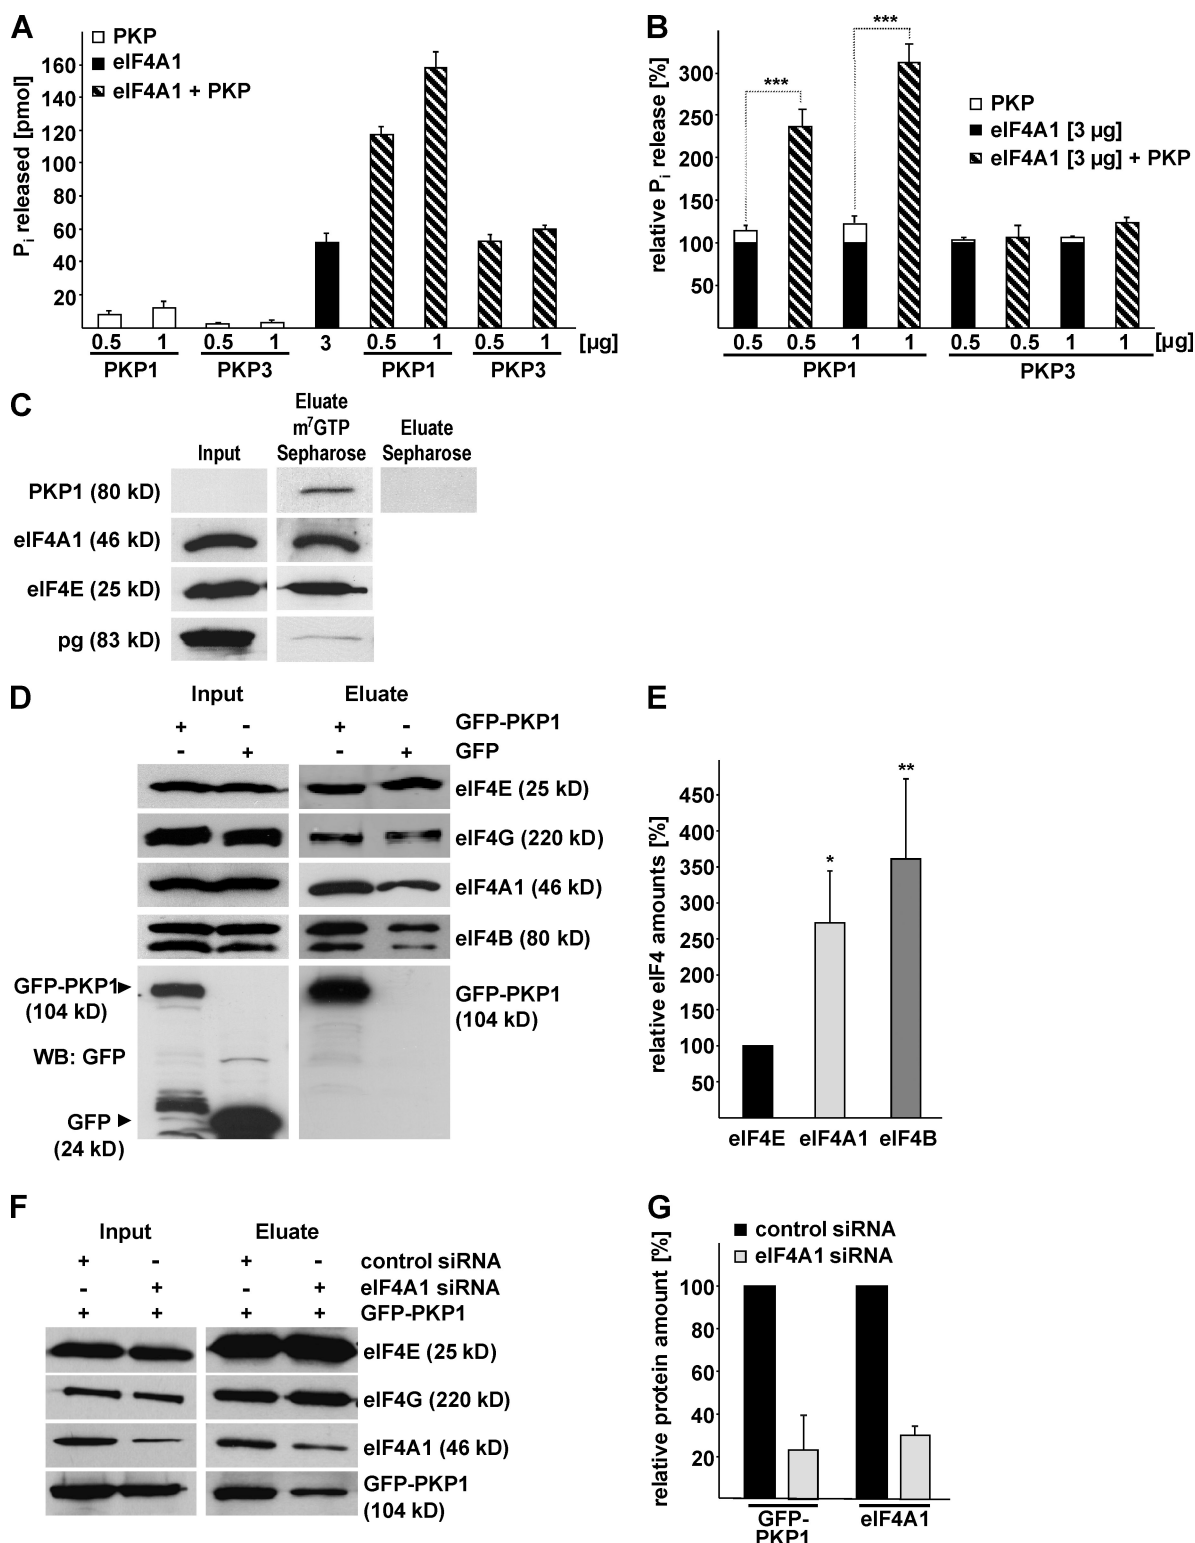 A
PKP
eIF4A1
eIF4A1 + PKP
Pi released [pmol]
160
140
120
100
80
60
40
20
0.5 1 0.5 1 3 0.5 1 0.5 1 [µg]
PKP1 PKP3 PKP1 PKP3
B
*** ***
PKP
eIF4A1 [3 µg]
eIF4A1 [3 µg] + PKP
relative Pi release [%]
300
250
200
150
100
50
0.5 0.5 1 1 0.5 0.5 1 1 [µg]
PKP1 PKP3
C
Input
Eluate
m7GTP
Sepharose
Eluate
Sepharose
PKP1 (80 kD)
eIF4A1 (46 kD)
eIF4E (25 kD)
pg (83 kD)
D
Input Eluate
+ - + - GFP-PKP1
- + - + GFP
eIF4E (25 kD)
eIF4G (220 kD)
eIF4A1 (46 kD)
eIF4B (80 kD)
GFP-PKP1
(104 kD)
WB: GFP
GFP
(24 kD)
GFP-PKP1
(104 kD)
E
relative eIF4 amounts [%]
450
400
350
300
250
200
150
100
50
* **
eIF4E eIF4A1 eIF4B
F
Input Eluate
+ - + - control siRNA
- + - + eIF4A1 siRNA
+ + + + GFP-PKP1
eIF4E (25 kD)
eIF4G (220 kD)
eIF4A1 (46 kD)
GFP-PKP1
(104 kD)
G
control siRNA
eIF4A1 siRNA
relative protein amount [%]
100
80
60
40
20
GFP-
PKP1
eIF4A1